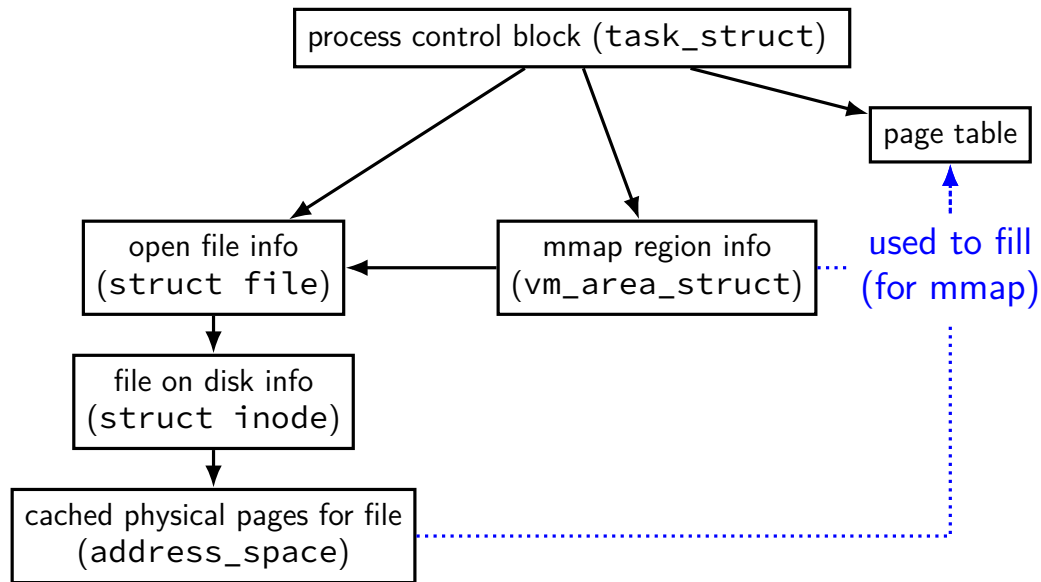 process control block (task_struct)
page table
open file info
(struct file)
mmap region info
(vm_area_struct)
used to fill
(for mmap)
file on disk info
(struct inode)
cached physical pages for file
(address_space)